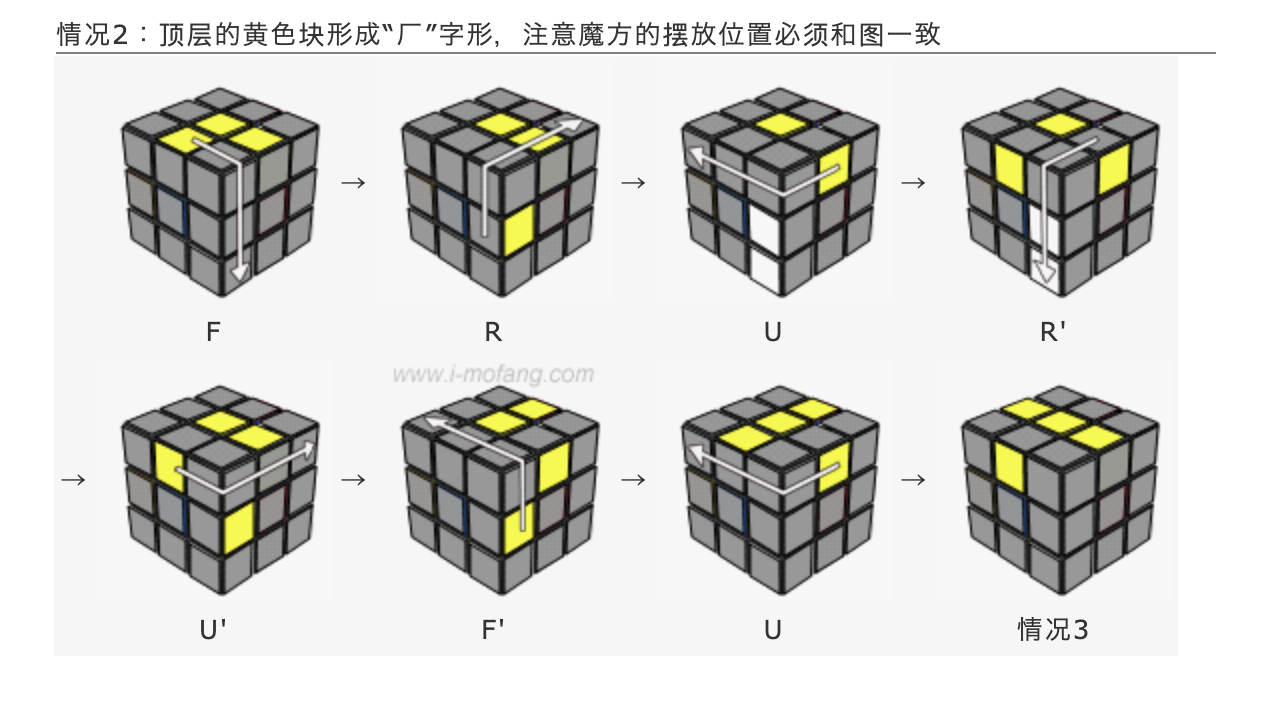 情况2：顶层的黄色块形成“厂”字形，注意魔方的摆放位置必须和图一致
→ → →
F R U R'
www.i-mofang.com
→ → → →
U' F' U 情况3